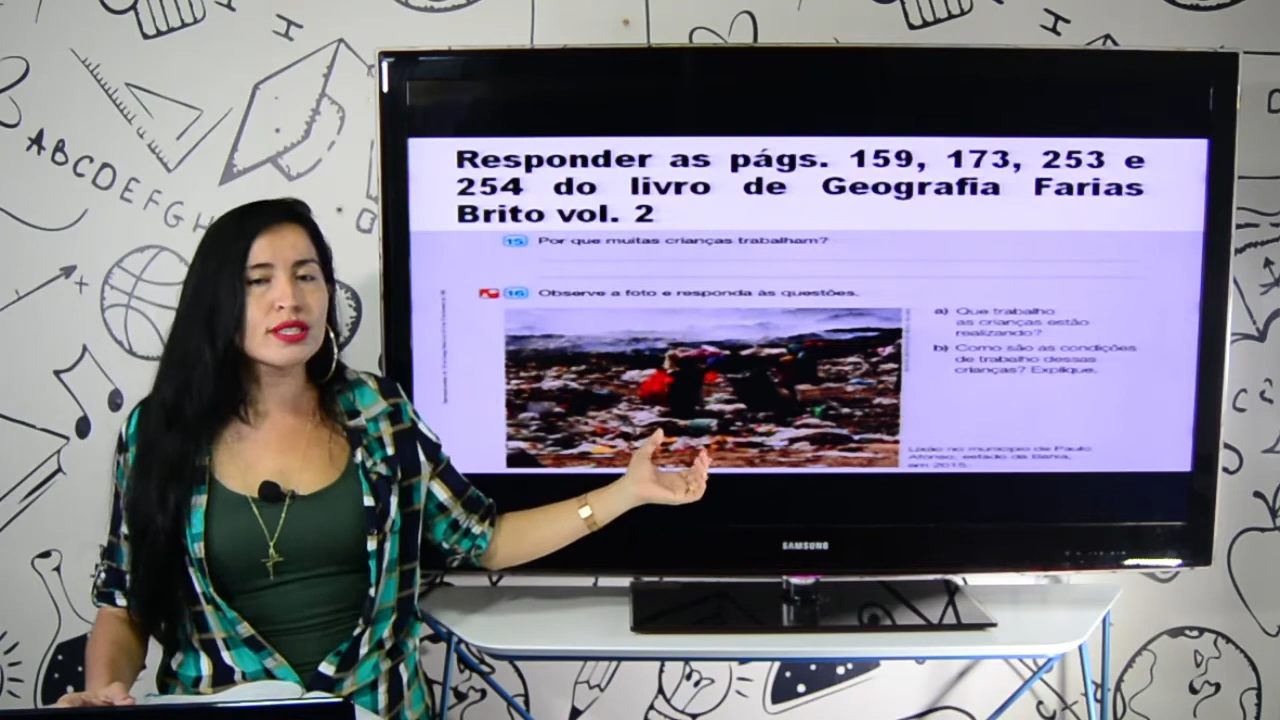 ABCDEFGH
Responder as págs. 159, 173, 253 e
254 do livro de Geografia Farias
Brito vol. 2
15 Por que muitas crianças trabalham?
16 Observe a foto e responda às questões.
a) Que trabalho
as crianças estão
realizando?
b) Como são as condições
de trabalho dessas
crianças? Explique.
Lixão no município de Paulo
Afonso, estado da Bahia,
em 2015.
SAMSUNG